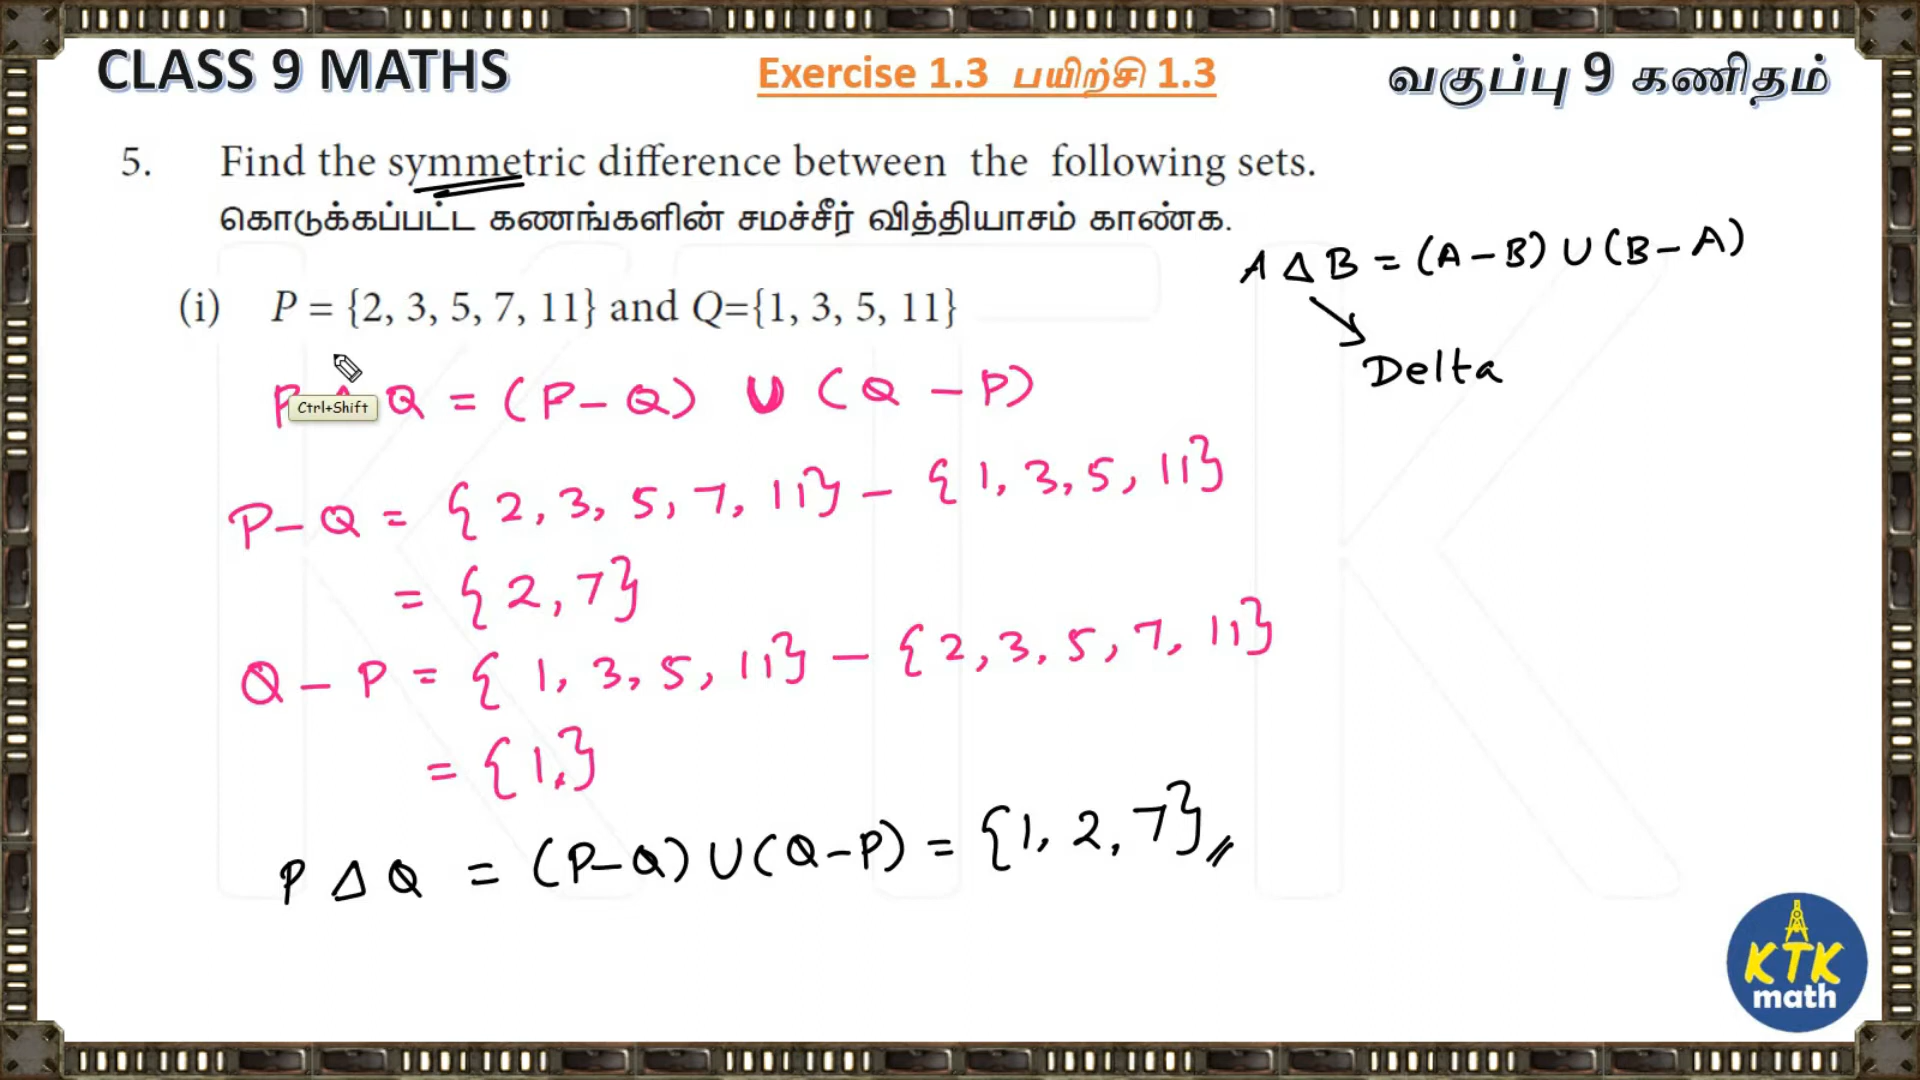 CLASS 9 MATHS
Exercise 1.3 பயிற்சி 1.3
வகுப்பு 9 கணிதம்
5. Find the symmetric difference between the following sets.
கொடுக்கப்பட்ட கணங்களின் சமச்சீர் வித்தியாசம் காண்க.
A Δ B = (A – B) ∪ (B – A)
Delta
(i) P = {2, 3, 5, 7, 11} and Q={1, 3, 5, 11}
P Δ Q = (P – Q) ∪ (Q – P)
Ctrl+Shift
P – Q = {2, 3, 5, 7, 11} – {1, 3, 5, 11}
= {2, 7}
Q – P = {1, 3, 5, 11} – {2, 3, 5, 7, 11}
= {1,}
P Δ Q = (P–Q) ∪ (Q–P) = {1, 2, 7}
KTK
math